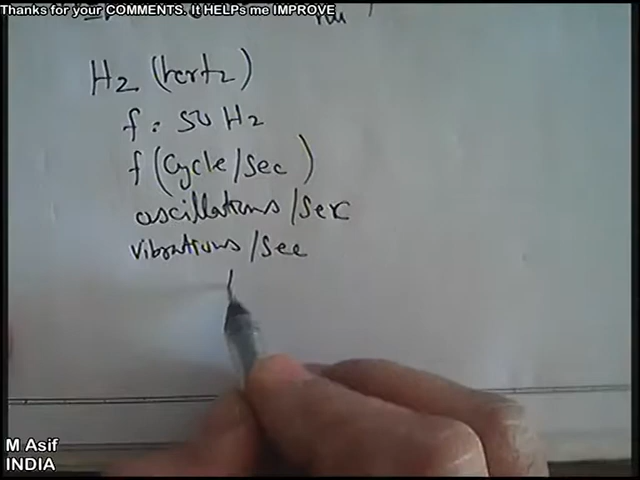 Thanks for your COMMENTS. It HELPs me IMPROVE
Hz (hertz)
f = 50 Hz
f (Cycle/Sec)
oscillations/Sec
vibrations/Sec
M Asif
INDIA